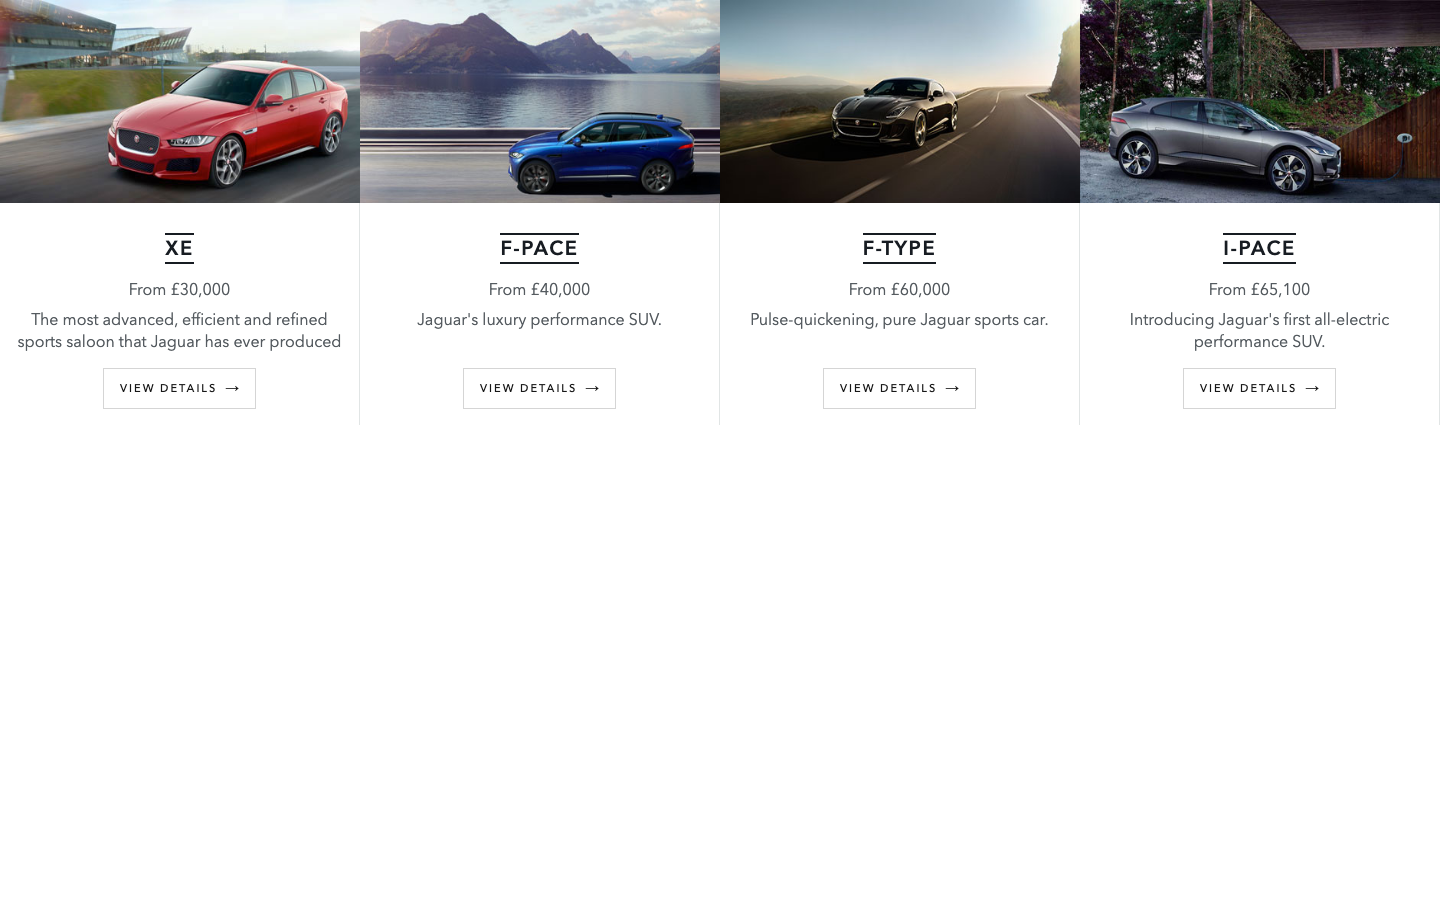 XE
From £30,000
The most advanced, efficient and refined
sports saloon that Jaguar has ever produced
VIEW DETAILS →
F-PACE
From £40,000
Jaguar's luxury performance SUV.
VIEW DETAILS →
F-TYPE
From £60,000
Pulse-quickening, pure Jaguar sports car.
VIEW DETAILS →
I-PACE
From £65,100
Introducing Jaguar's first all-electric
performance SUV.
VIEW DETAILS →